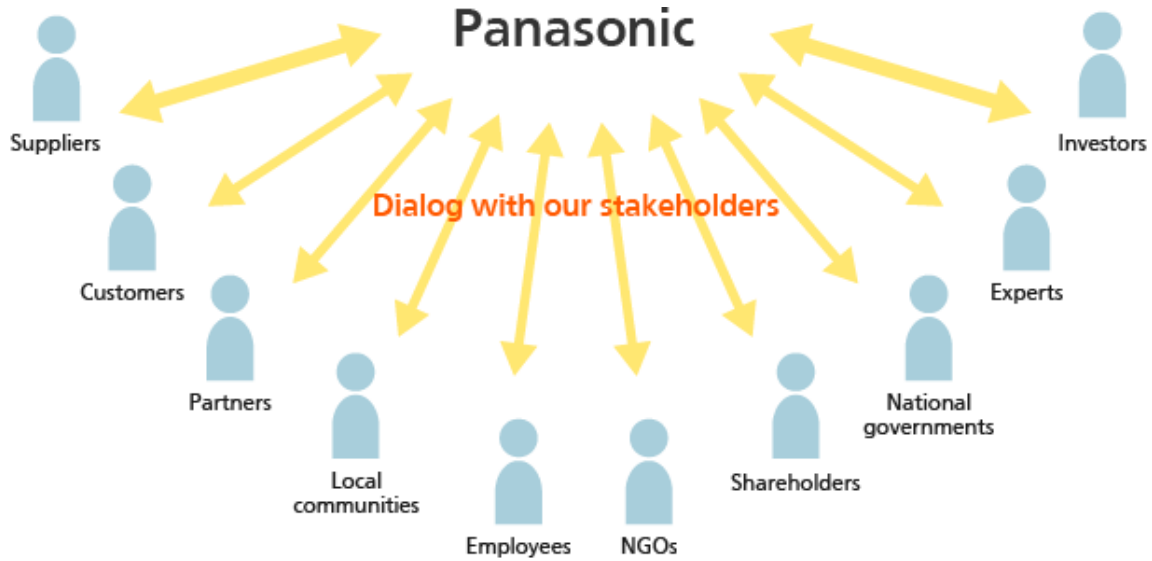 Panasonic
Suppliers
Investors
Dialog with our stakeholders
Customers
Experts
Partners
National
governments
Local
communities
Shareholders
Employees
NGOs